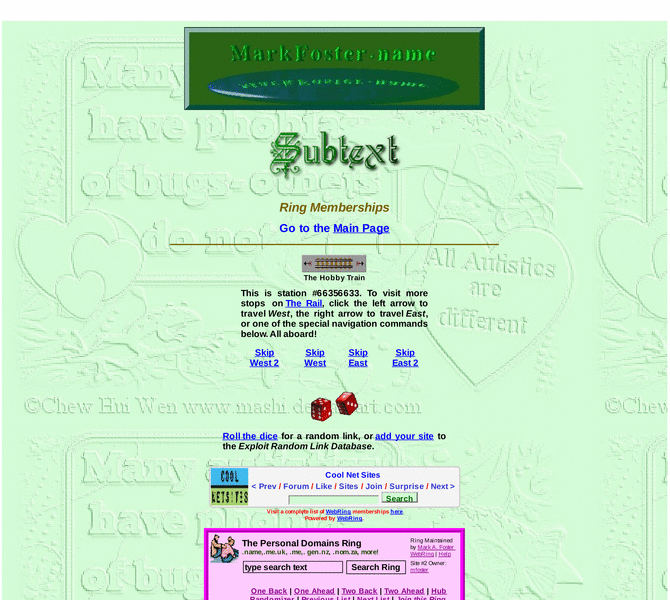 MarkFoster.name
Subtext
Ring Memberships
Go to the Main Page
The Hobby Train
This is station #66356633. To visit more
stops on The Rail, click the left arrow to
travel West, the right arrow to travel East,
or one of the special navigation commands
below. All aboard!
Skip West 2
Skip West
Skip East
Skip East 2
Roll the dice for a random link, or add your site to
the Exploit Random Link Database.
COOL
NETSITES
Cool Net Sites
< Prev / Forum / Like / Sites / Join / Surprise / Next >
Search
Visit a complete list of WebRing memberships here
Powered by WebRing.
The Personal Domains Ring
.name,.me.uk, .me,. gen.nz, .nom.za, more!
Ring Maintained
by Mark A. Foster
WebRing | Help
Site #2 Owner:
mfoster
type search text
Search Ring
One Back | One Ahead | Two Back | Two Ahead | Hub
Randomizer | Previous List | Next List | Join this Ring
Many autistics
have phobias
of bugs- others
do not
All Autistics
are
different
©Chew Hui Wen www.mashi.deviantart.com
©Chew
Many
have
of bu